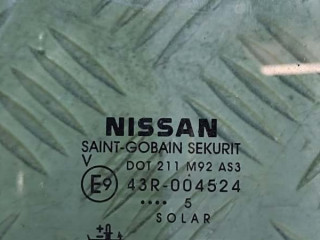 NISSAN
SAINT-GOBAIN SEKURIT
V
DOT 211 M92 AS3
E9 43R-004524
•••• 5
SOLAR